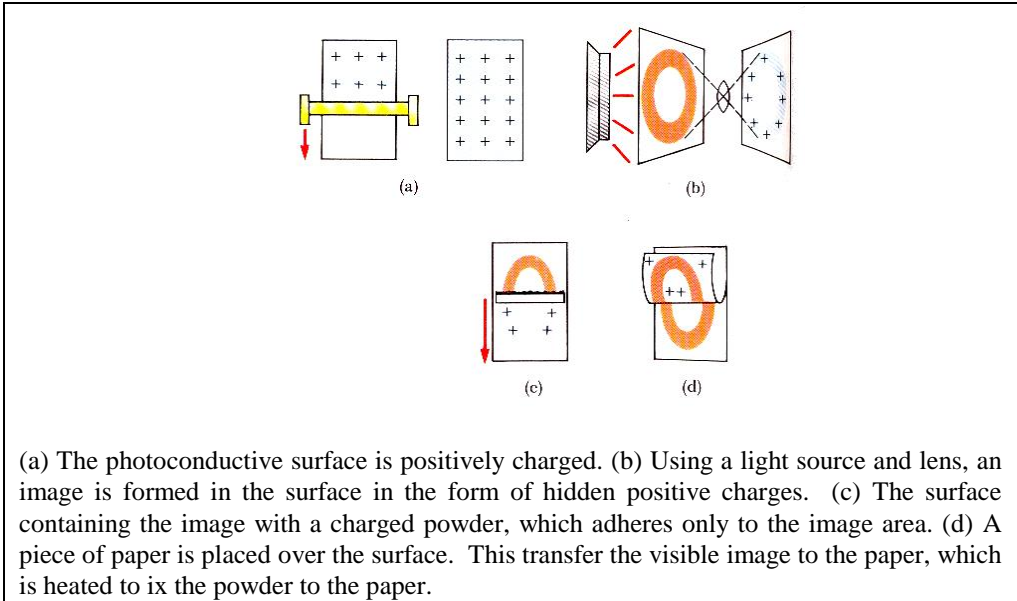 (a)
(b)
(c)
(d)
(a) The photoconductive surface is positively charged. (b) Using a light source and lens, an
image is formed in the surface in the form of hidden positive charges. (c) The surface
containing the image with a charged powder, which adheres only to the image area. (d) A
piece of paper is placed over the surface. This transfer the visible image to the paper, which
is heated to ix the powder to the paper.